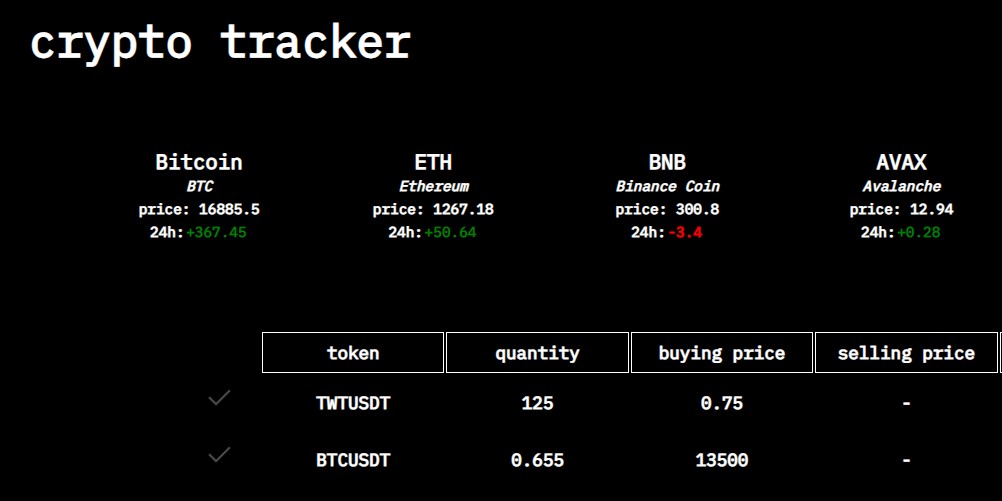 crypto tracker
Bitcoin ETH BNB AVAX
BTC Ethereum Binance Coin Avalanche
price: 16885.5 price: 1267.18 price: 300.8 price: 12.94
24h:+367.45 24h:+50.64 24h:-3.4 24h:+0.28
token quantity buying price selling price
TWTUSDT 125 0.75 -
BTCUSDT 0.655 13500 -